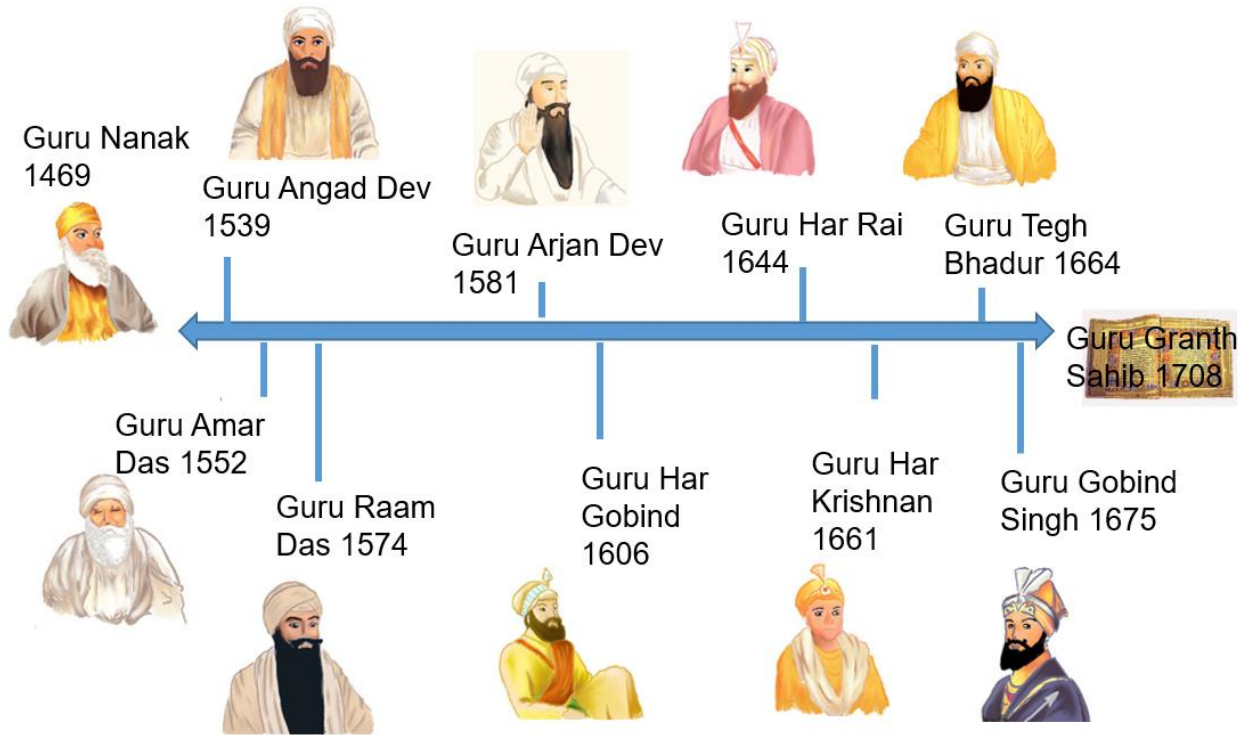 Guru Nanak
1469
Guru Angad Dev
1539
Guru Arjan Dev
1581
Guru Har Rai
1644
Guru Tegh
Bhadur 1664
Guru Granth
Sahib 1708
Guru Amar
Das 1552
Guru Raam
Das 1574
Guru Har
Gobind
1606
Guru Har
Krishnan
1661
Guru Gobind
Singh 1675